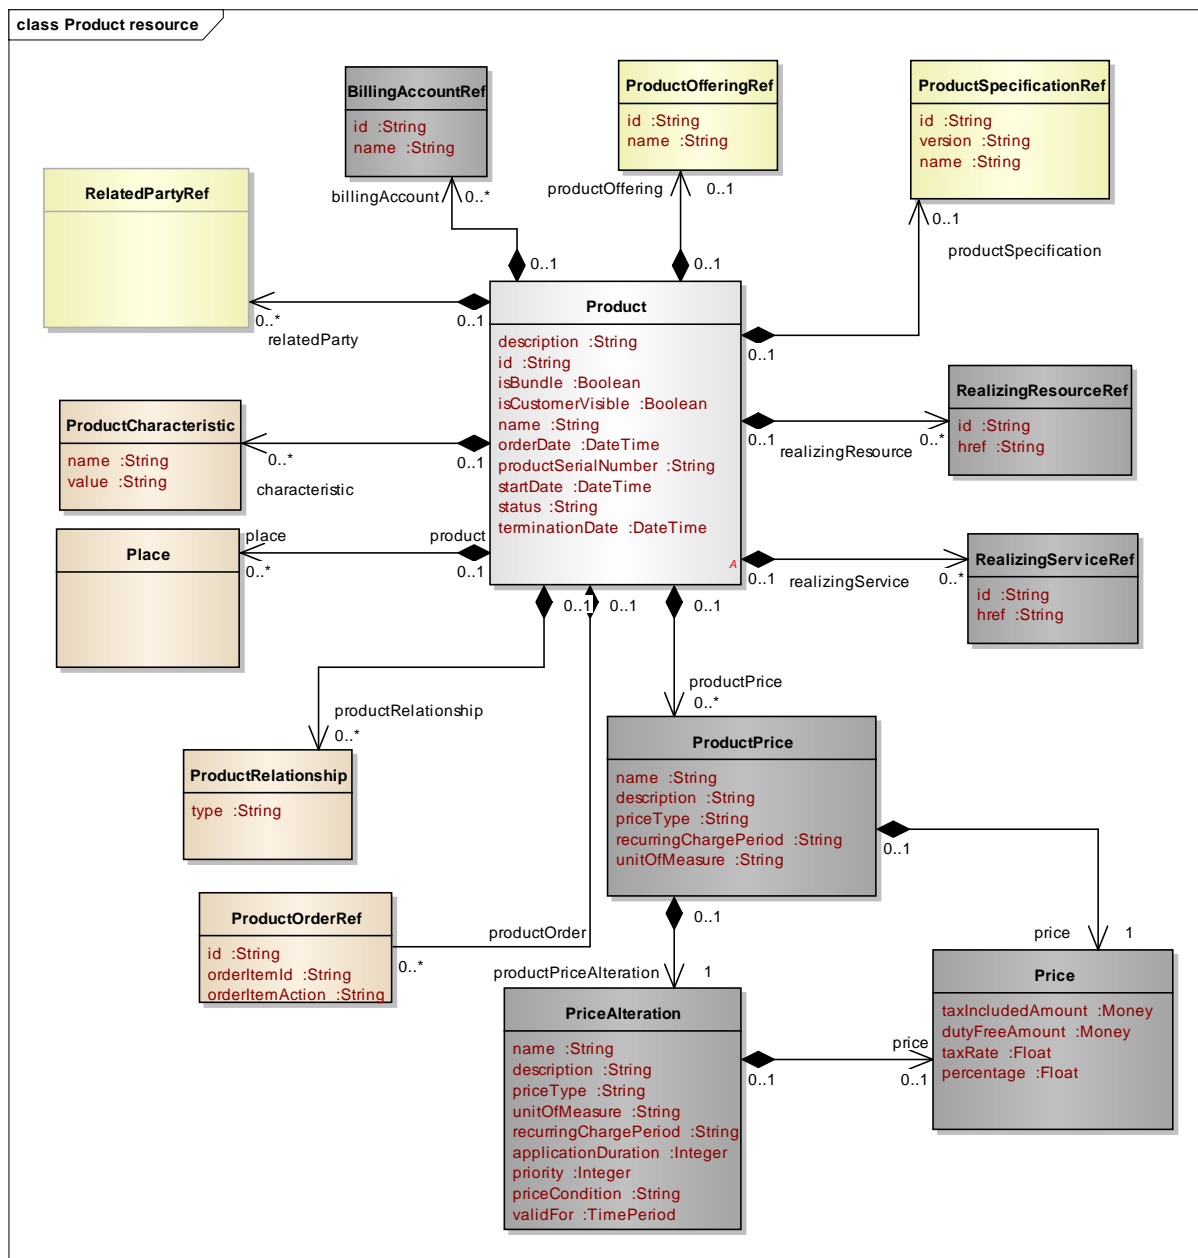 class Product resource
BillingAccountRef
id :String
name :String
ProductOfferingRef
id :String
name :String
ProductSpecificationRef
id :String
version :String
name :String
RelatedPartyRef
billingAccount
0..*
productOffering
0..1
0..1
productSpecification
0..1
0..1
0..*
relatedParty
0..1
Product
description :String
id :String
isBundle :Boolean
isCustomerVisible :Boolean
name :String
orderDate :DateTime
productSerialNumber :String
startDate :DateTime
status :String
terminationDate :DateTime
A
0..1
RealizingResourceRef
id :String
href :String
0..1
realizingResource
0..*
ProductCharacteristic
name :String
value :String
0..*
characteristic
0..1
Place
place
0..*
product
0..1
0..1
realizingService
0..*
RealizingServiceRef
id :String
href :String
0..1
0..1
0..1
productRelationship
0..*
productPrice
0..*
ProductRelationship
type :String
ProductPrice
name :String
description :String
priceType :String
recurringChargePeriod :String
unitOfMeasure :String
0..1
0..1
ProductOrderRef
id :String
orderItemId :String
orderItemAction :String
productOrder
0..*
productPriceAlteration
1
price
1
PriceAlteration
name :String
description :String
priceType :String
unitOfMeasure :String
recurringChargePeriod :String
applicationDuration :Integer
priority :Integer
priceCondition :String
validFor :TimePeriod
0..1
price
0..1
Price
taxIncludedAmount :Money
dutyFreeAmount :Money
taxRate :Float
percentage :Float